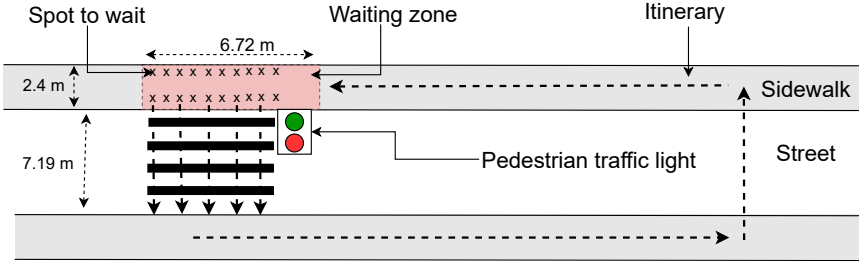 Spot to wait
Waiting zone
Itinerary
6.72 m
x x x x x x x x x x
2.4 m
x x x x x x x x x x
Sidewalk
7.19 m
Street
Pedestrian traffic light